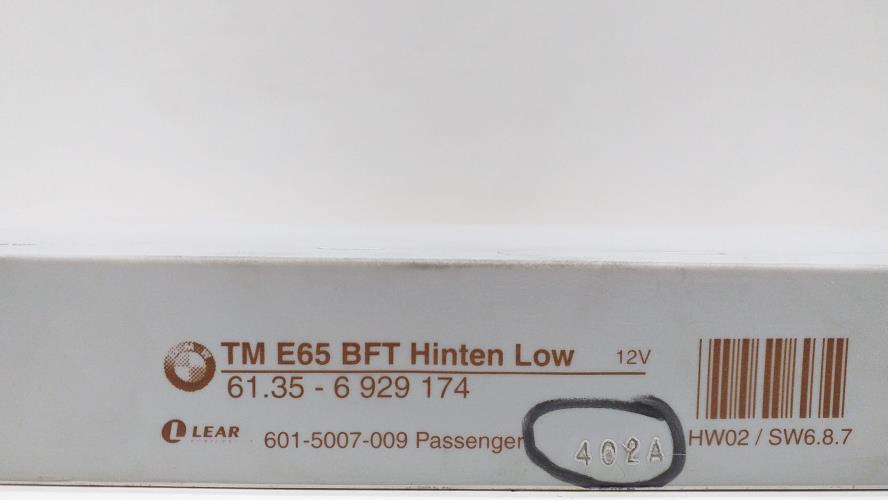 TM E65 BFT Hinten Low 12V
61.35 - 6 929 174
LEAR
601-5007-009 Passenger 402A HW02 / SW6.8.7